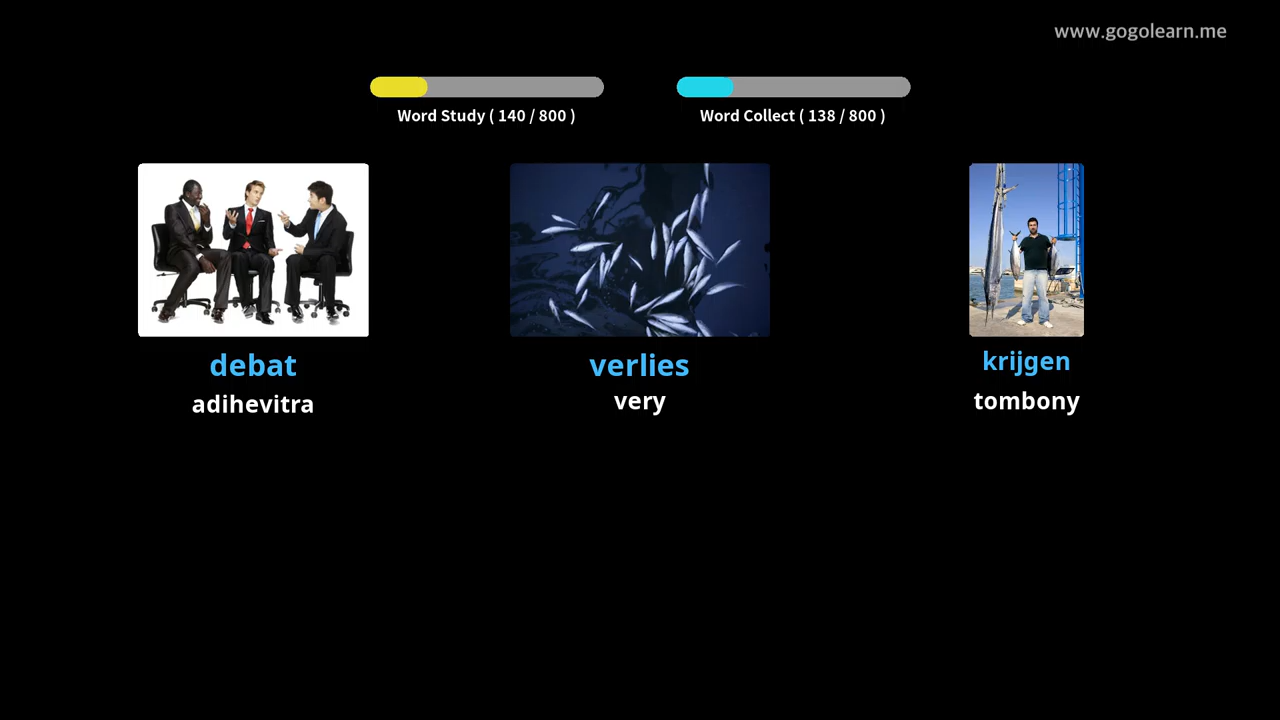 www.gogolearn.me
Word Study ( 140 / 800 )
Word Collect ( 138 / 800 )
debat
verlies
krijgen
adihevitra
very
tombony